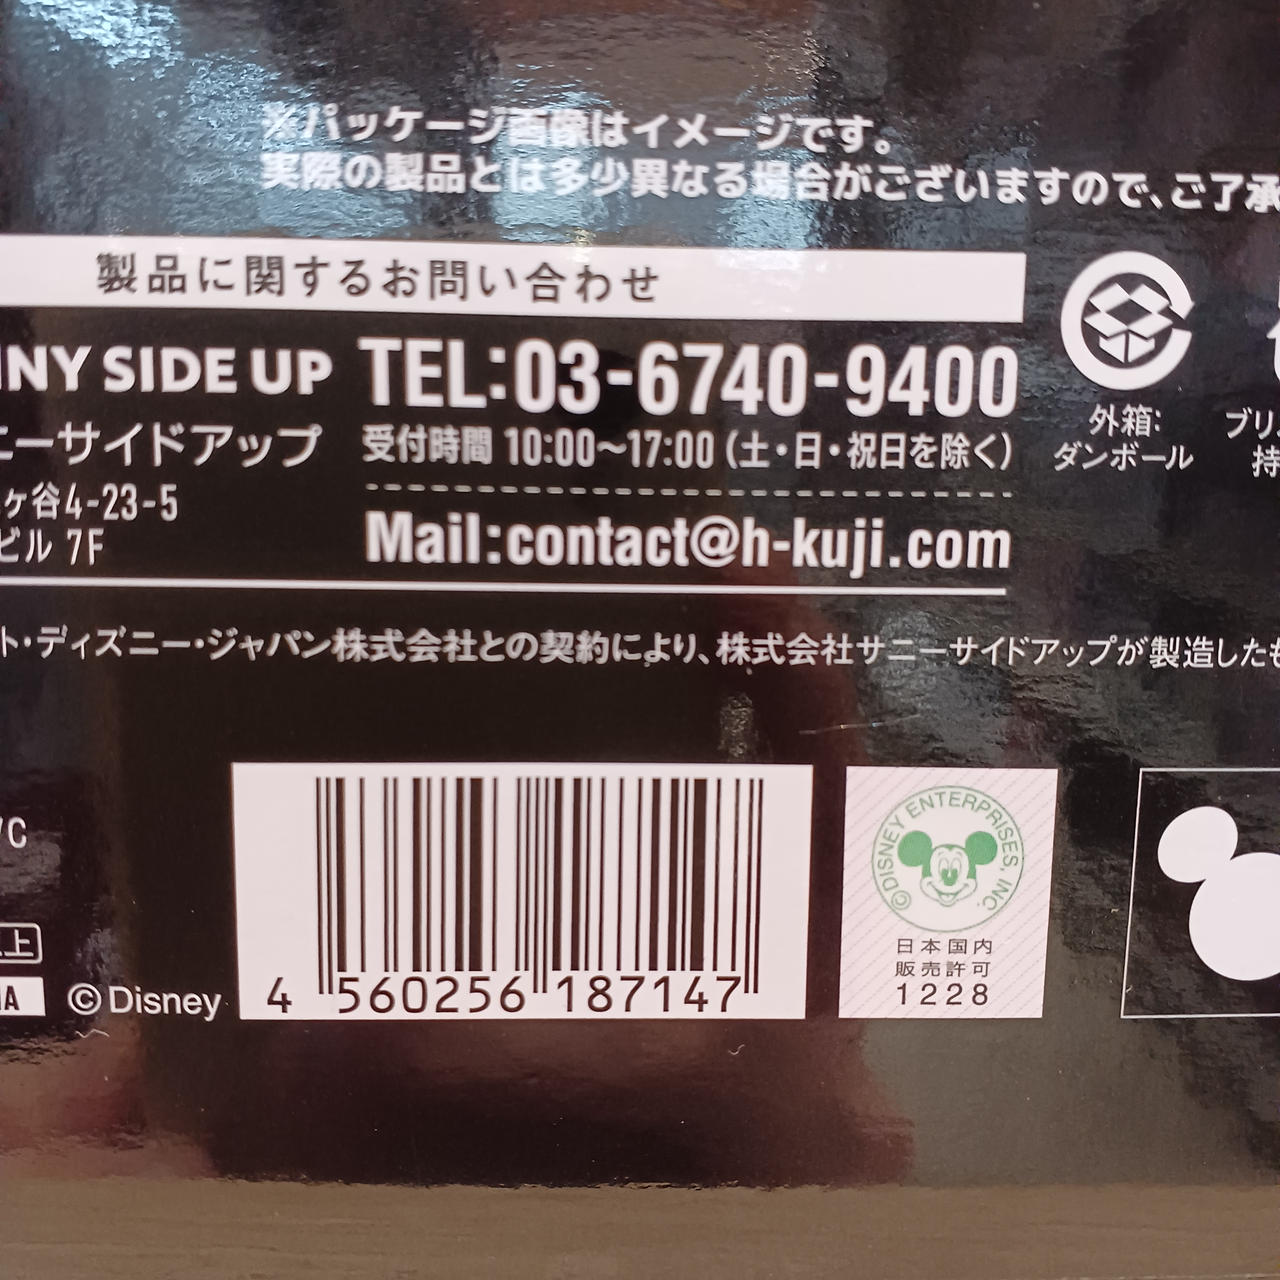 ※パッケージ画像はイメージです。
実際の製品とは多少異なる場合がございますので、ご了承
製品に関するお問い合わせ
NY SIDE UP
ニーサイドアップ
ヶ谷4-23-5
ビル 7F
TEL:03-6740-9400
受付時間 10:00〜17:00（土・日・祝日を除く）
Mail:contact@h-kuji.com
外箱:
ダンボール
ブリ
持
ト・ディズニー・ジャパン株式会社との契約により、株式会社サニーサイドアップが製造した
C
上
©Disney
4 560256 187147
©DISNEY ENTERPRISES, INC.
日本国内
販売許可
1228